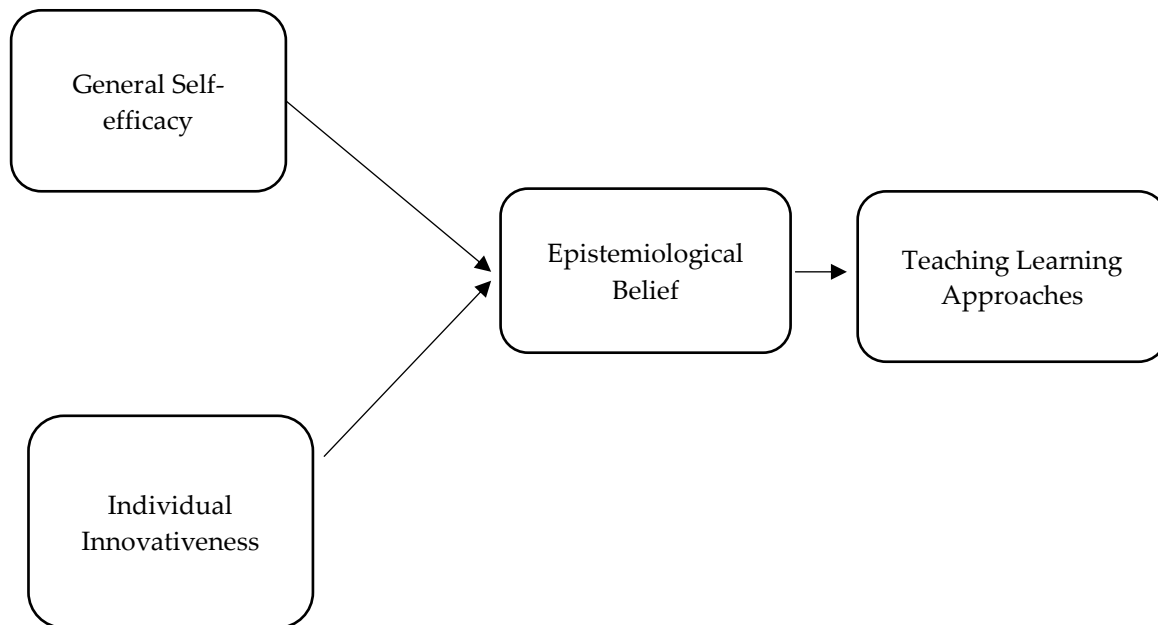 General Self-
efficacy
Epistemiological
Belief
Teaching Learning
Approaches
Individual
Innovativeness